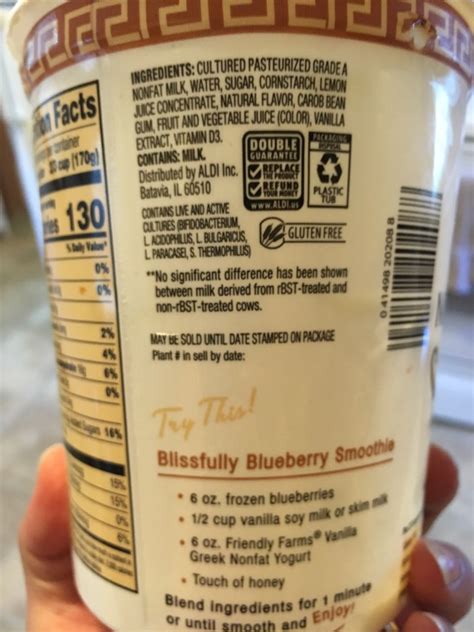 INGREDIENTS: CULTURED PASTEURIZED GRADE A
NONFAT MILK, WATER, SUGAR, CORNSTARCH, LEMON
JUICE CONCENTRATE, NATURAL FLAVOR, CAROB BEAN
GUM, FRUIT AND VEGETABLE JUICE (COLOR), VANILLA
EXTRACT, VITAMIN D3.
CONTAINS: MILK.
Distributed by ALDI Inc.
Batavia, IL 60510
CONTAINS LIVE AND ACTIVE
CULTURES (BIFIDOBACTERIUM,
L. ACIDOPHILUS, L. BULGARICUS,
L. PARACASEI, S. THERMOPHILUS)
DOUBLE
GUARANTEE
REPLACE
THE PRODUCT
REFUND
YOUR MONEY
www.ALDI.us
PACKAGING
DISPOSAL
PLASTIC
TUB
GLUTEN FREE
**No significant difference has been shown
between milk derived from rBST-treated and
non-rBST-treated cows.
MAY BE SOLD UNTIL DATE STAMPED ON PACKAGE
Plant # in sell by date:
Try This!
Blissfully Blueberry Smoothie
• 6 oz. frozen blueberries
• 1/2 cup vanilla soy milk or skim milk
• 6 oz. Friendly Farms® Vanilla
Greek Nonfat Yogurt
• Touch of honey
Blend ingredients for 1 minute
or until smooth and Enjoy!
Facts
container
cup (170g)
130
% Daily Value*
0%
0%
2%
4%
6%
0%
Sugars 16%
15%
15%
0%
6%
0 41498 20208 8